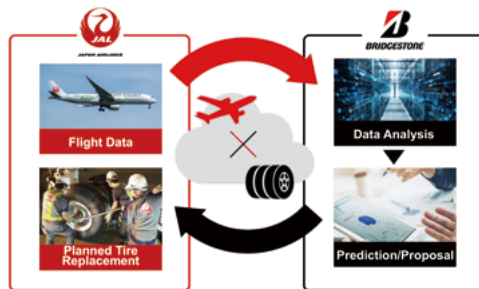 JAL
JAPAN AIRLINES
Flight Data
Planned Tire
Replacement
BRIDGESTONE
Data Analysis
Prediction/Proposal